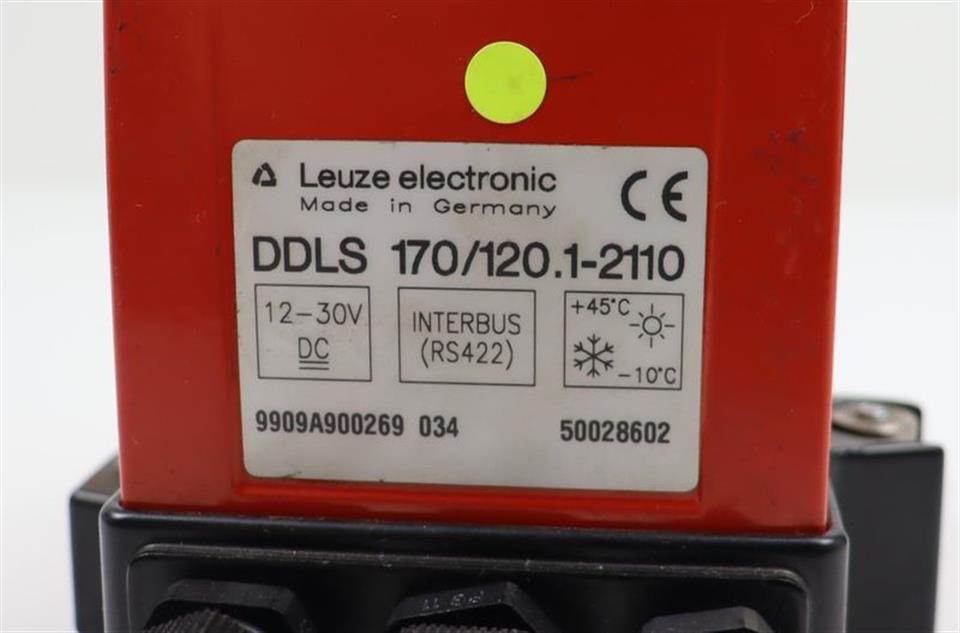 Leuze electronic
Made in Germany
CE
DDLS 170/120.1-2110
12-30V
DC
INTERBUS
(RS422)
+45°C
-10°C
9909A900269 034
50028602